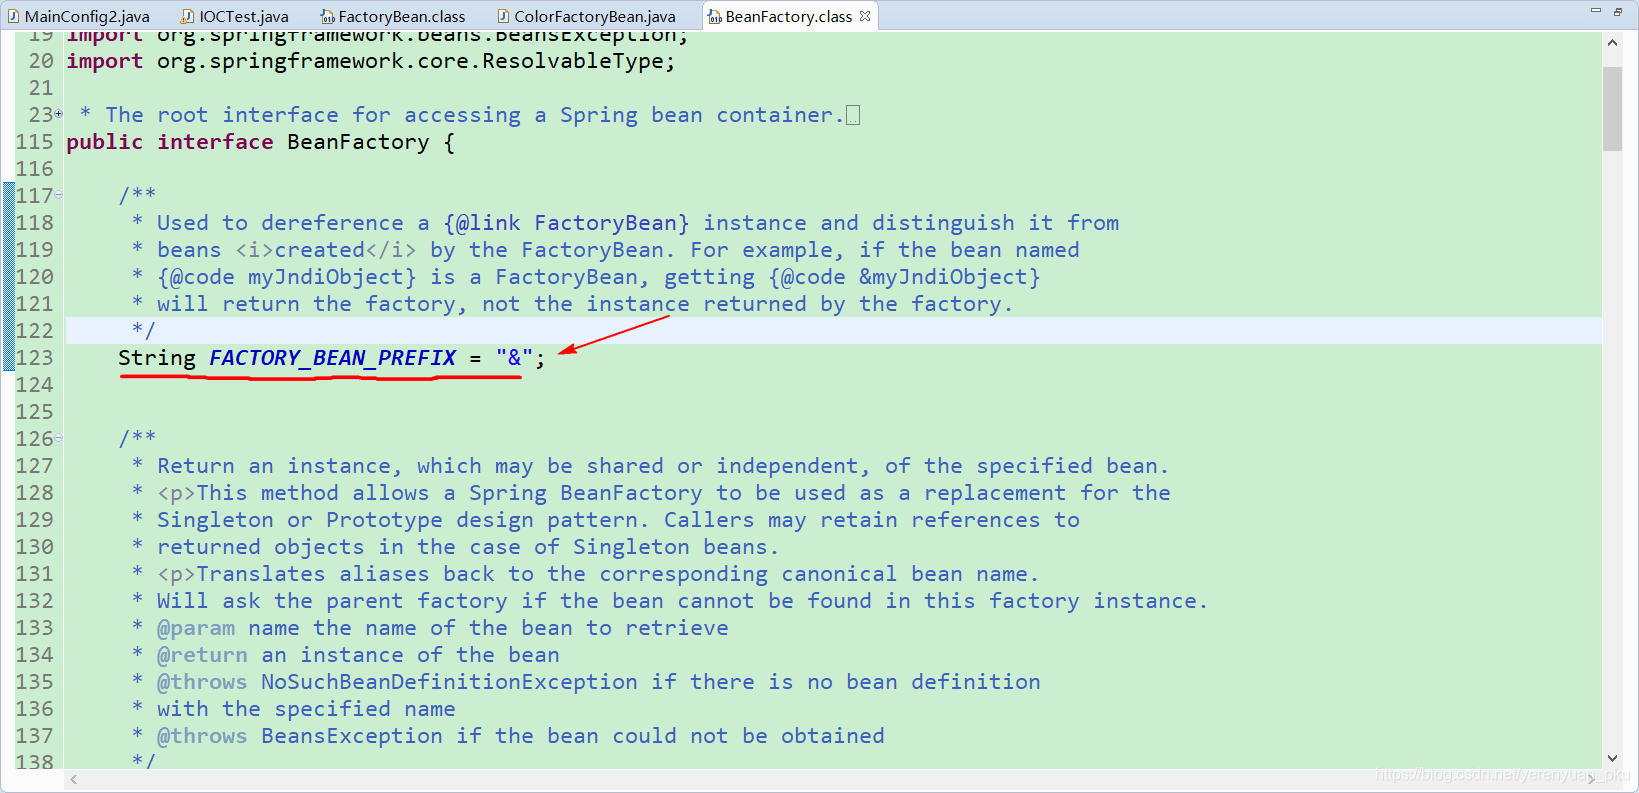 MainConfig2.java IOCTest.java FactoryBean.class ColorFactoryBean.java BeanFactory.class
19 import org.springframework.beans.BeansException;
20 import org.springframework.core.ResolvableType;
21
23 * The root interface for accessing a Spring bean container.
115 public interface BeanFactory {
116
117 /**
118 * Used to dereference a {@link FactoryBean} instance and distinguish it from
119 * beans <i>created</i> by the FactoryBean. For example, if the bean named
120 * {@code myJndiObject} is a FactoryBean, getting {@code &myJndiObject}
121 * will return the factory, not the instance returned by the factory.
122 */
123 String FACTORY_BEAN_PREFIX = "&";
124
125
126 /**
127 * Return an instance, which may be shared or independent, of the specified bean.
128 * <p>This method allows a Spring BeanFactory to be used as a replacement for the
129 * Singleton or Prototype design pattern. Callers may retain references to
130 * returned objects in the case of Singleton beans.
131 * <p>Translates aliases back to the corresponding canonical bean name.
132 * Will ask the parent factory if the bean cannot be found in this factory instance.
133 * @param name the name of the bean to retrieve
134 * @return an instance of the bean
135 * @throws NoSuchBeanDefinitionException if there is no bean definition
136 * with the specified name
137 * @throws BeansException if the bean could not be obtained
138 */
https://blog.csdn.net/yerenyuan_pku